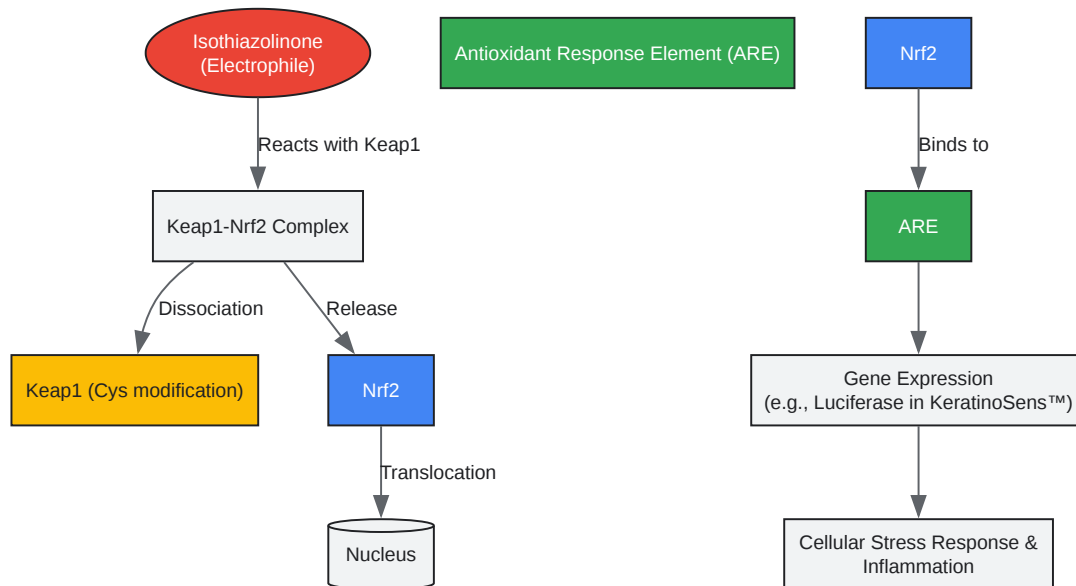 Isothiazolinone
(Electrophile)
Antioxidant Response Element (ARE)
Nrf2
Reacts with Keap1
Binds to
Keap1-Nrf2 Complex
ARE
Dissociation
Release
Keap1 (Cys modification)
Nrf2
Gene Expression
(e.g., Luciferase in KeratinoSens™)
Translocation
Nucleus
Cellular Stress Response &
Inflammation